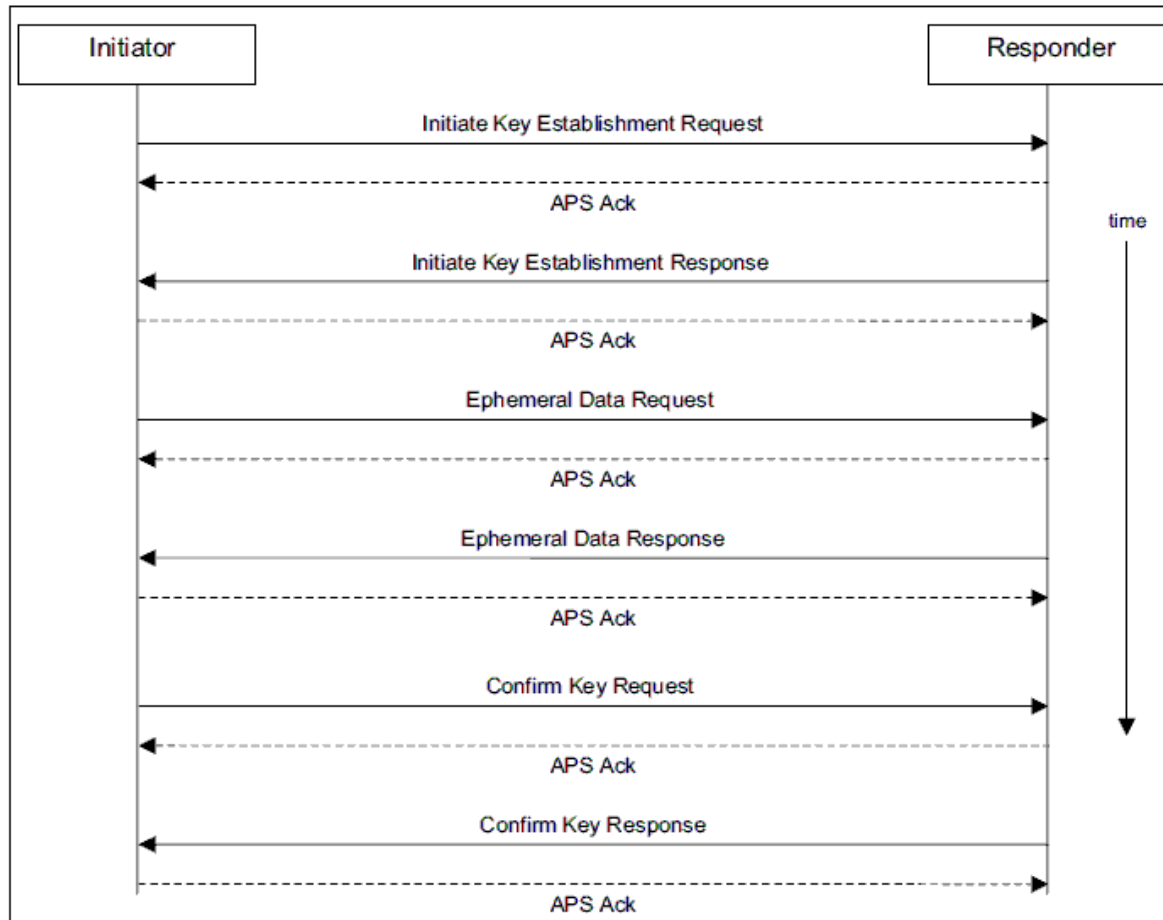 Initiator
Responder
Initiate Key Establishment Request
APS Ack
time
Initiate Key Establishment Response
APS Ack
Ephemeral Data Request
APS Ack
Ephemeral Data Response
APS Ack
Confirm Key Request
APS Ack
Confirm Key Response
APS Ack